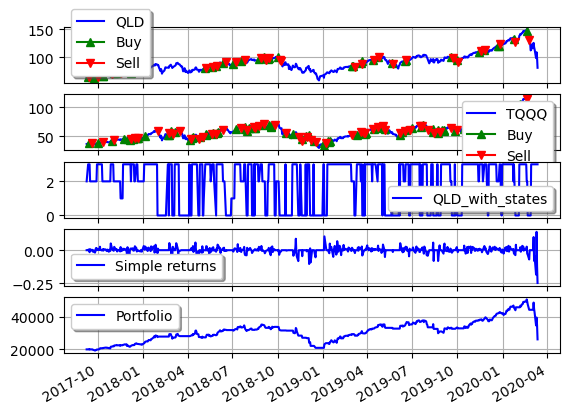 150
100
QLD
Buy
Sell
100
50
TQQQ
Buy
Sell
2
0
QLD_with_states
0.00
−0.25
Simple returns
40000
20000
Portfolio
2017-10
2018-01
2018-04
2018-07
2018-10
2019-01
2019-04
2019-07
2019-10
2020-01
2020-04